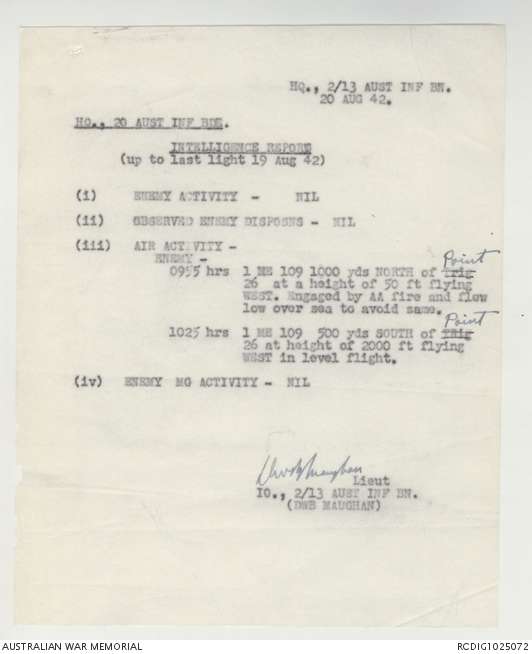 HQ., 2/13 AUST INF BN.
20 AUG 42.
HQ., 20 AUST INF BDE.
INTELLIGENCE REPORT
(up to last light 19 Aug 42)
(i) ENEMY ACTIVITY - NIL
(ii) OBSERVED ENEMY DISPOSNS - NIL
(iii) AIR ACTIVITY -
ENEMY -
Point
0955 hrs 1 ME 109 1000 yds NORTH of Trig
26 at a height of 50 ft flying
WEST. Engaged by AA fire and flew
low over sea to avoid same.
Point
1025 hrs 1 ME 109 500 yds SOUTH of Trig
26 at height of 2000 ft flying
WEST in level flight.
(iv) ENEMY MG ACTIVITY - NIL
DWB Maughan Lieut
IO., 2/13 AUST INF BN.
(DWB MAUGHAN)
AUSTRALIAN WAR MEMORIAL
RCDIG1025072